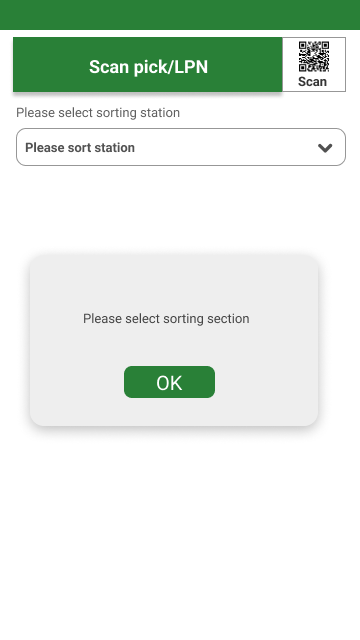 Scan pick/LPN
Scan
Please select sorting station
Please sort station
Please select sorting section
OK